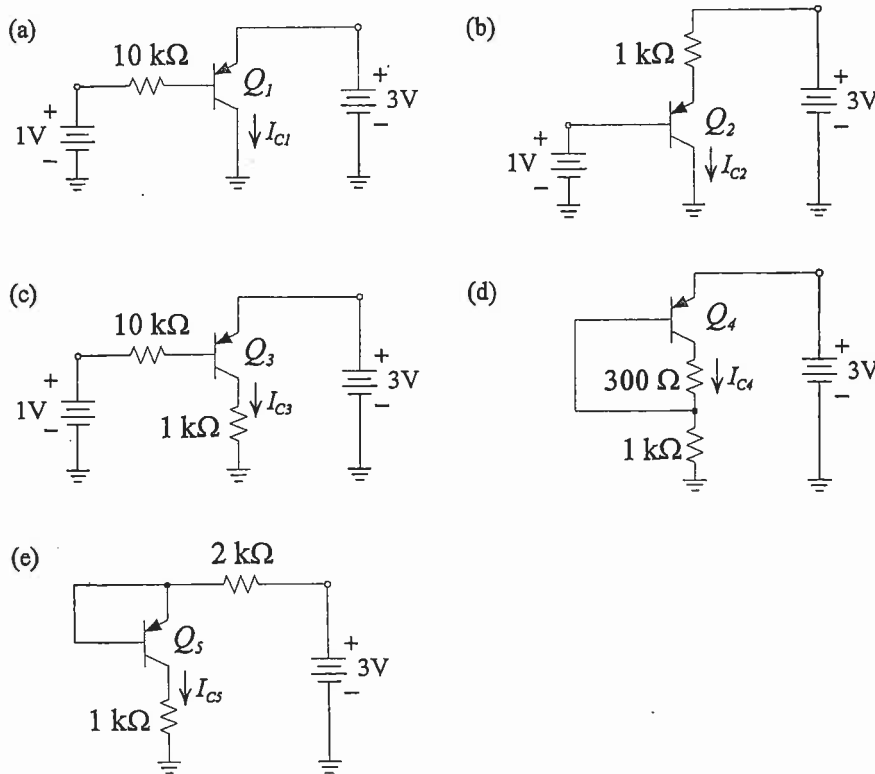 (a)
10 kΩ
Q1
IC1
1V
+
−
+
3V
−
(b)
1 kΩ
Q2
IC2
1V
+
−
+
3V
−
(c)
10 kΩ
Q3
IC3
1 kΩ
1V
+
−
+
3V
−
(d)
Q4
300 Ω
IC4
1 kΩ
+
3V
−
(e)
2 kΩ
Q5
IC5
1 kΩ
+
3V
−